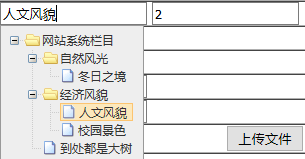 人文风貌 2
网站系统栏目
自然风光
冬日之境
经济风貌
人文风貌
校园景色
到处都是大树
上传文件